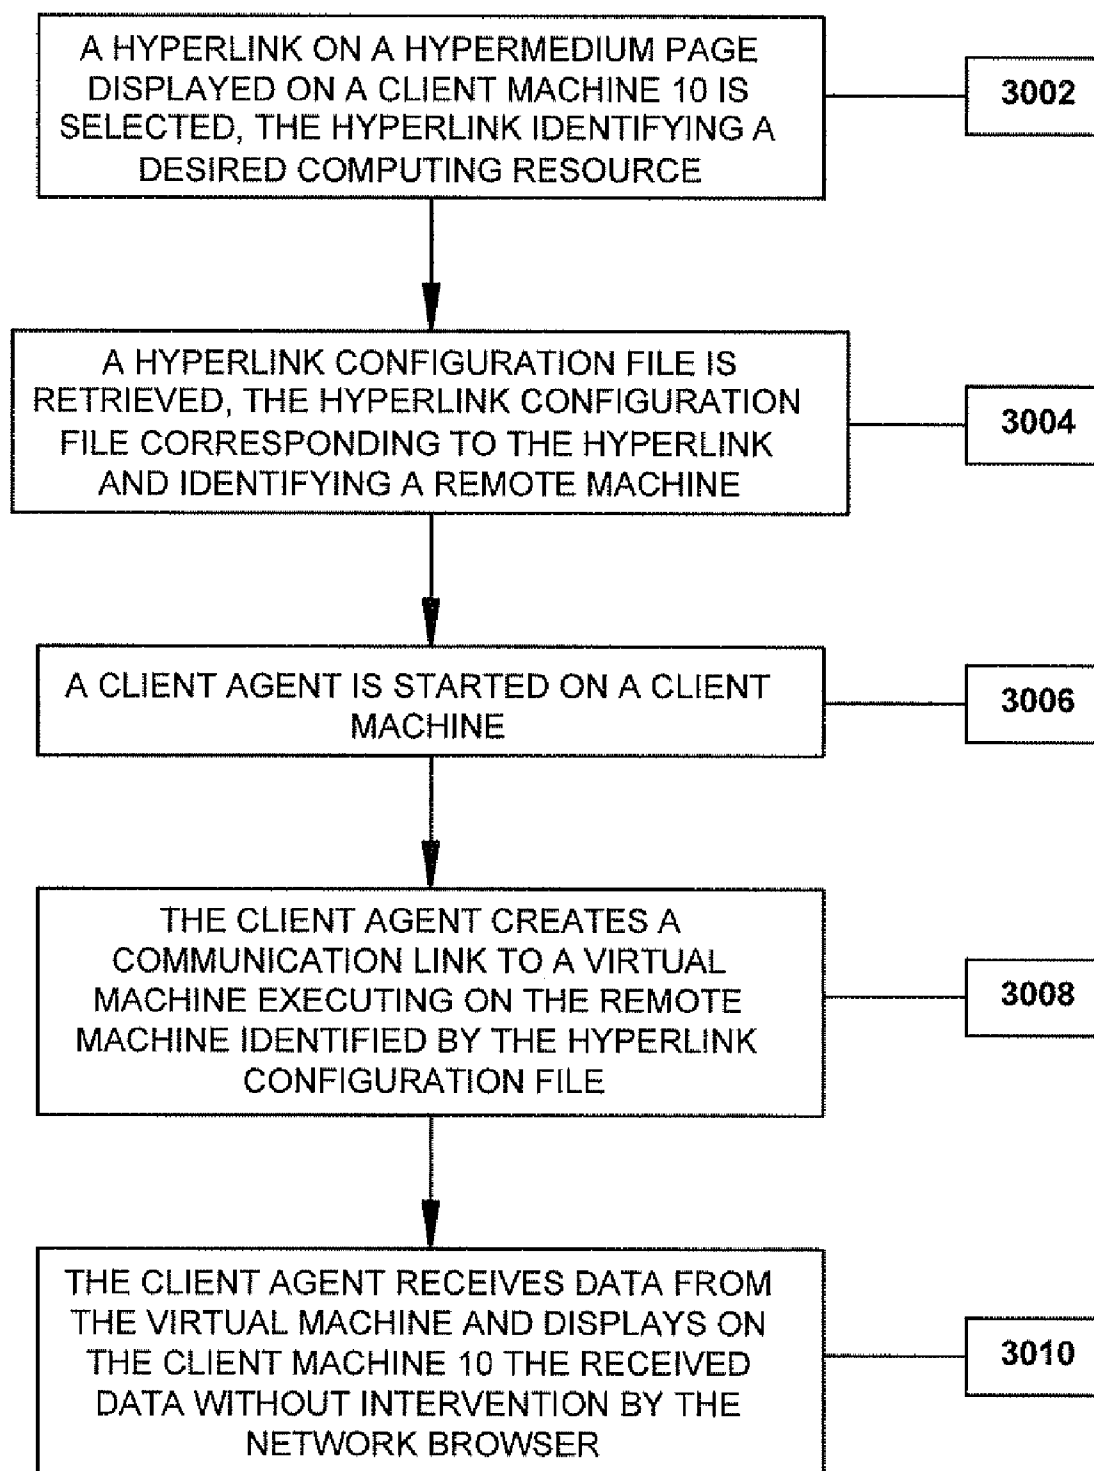 A HYPERLINK ON A HYPERMEDIUM PAGE
DISPLAYED ON A CLIENT MACHINE 10 IS
SELECTED, THE HYPERLINK IDENTIFYING A
DESIRED COMPUTING RESOURCE
3002
A HYPERLINK CONFIGURATION FILE IS
RETRIEVED, THE HYPERLINK CONFIGURATION
FILE CORRESPONDING TO THE HYPERLINK
AND IDENTIFYING A REMOTE MACHINE
3004
A CLIENT AGENT IS STARTED ON A CLIENT
MACHINE
3006
THE CLIENT AGENT CREATES A
COMMUNICATION LINK TO A VIRTUAL
MACHINE EXECUTING ON THE REMOTE
MACHINE IDENTIFIED BY THE HYPERLINK
CONFIGURATION FILE
3008
THE CLIENT AGENT RECEIVES DATA FROM
THE VIRTUAL MACHINE AND DISPLAYS ON
THE CLIENT MACHINE 10 THE RECEIVED
DATA WITHOUT INTERVENTION BY THE
NETWORK BROWSER
3010